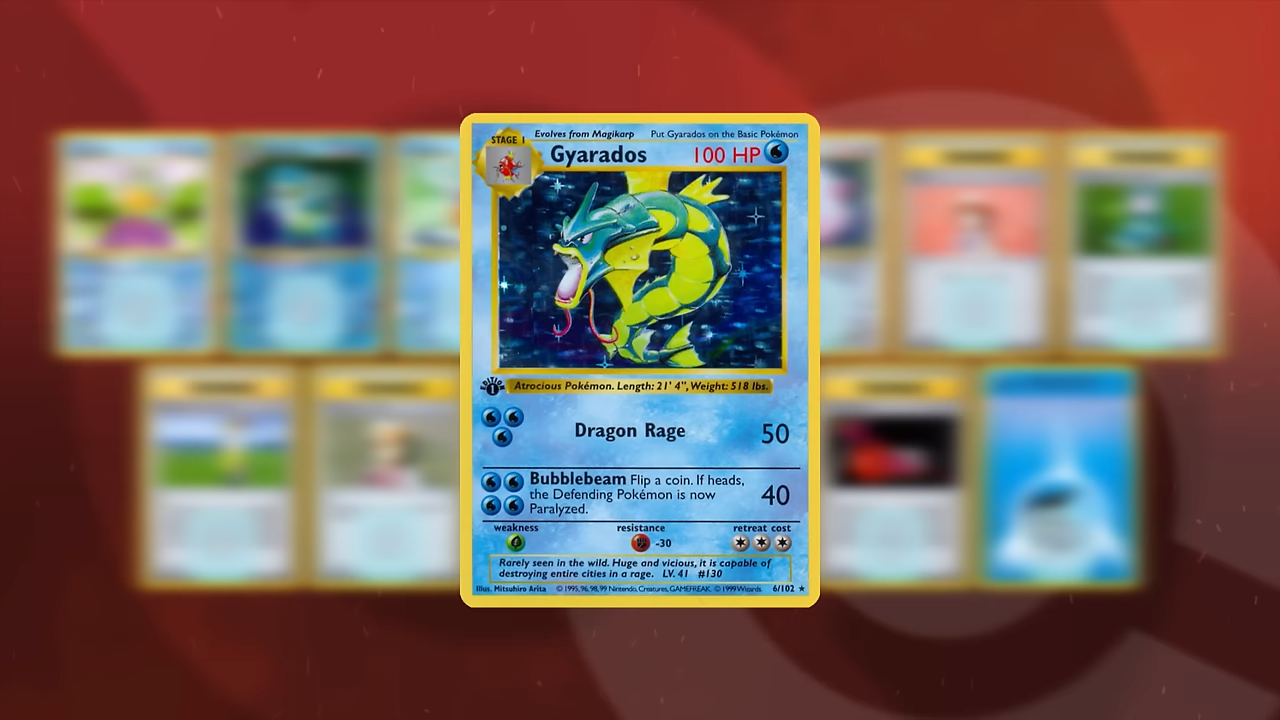 STAGE 1
Evolves from Magikarp Put Gyarados on the Basic Pokémon
Gyarados 100 HP
EDITION 1
Atrocious Pokémon. Length: 21' 4", Weight: 518 lbs.
Dragon Rage 50
Bubblebeam Flip a coin. If heads,
the Defending Pokémon is now
Paralyzed.
40
weakness resistance retreat cost
-30
Rarely seen in the wild. Huge and vicious, it is capable of
destroying entire cities in a rage. LV. 41 #130
Illus. Mitsuhiro Arita © 1995, 96, 98, 99 Nintendo, Creatures, GAMEFREAK. © 1999 Wizards. 6/102 ★